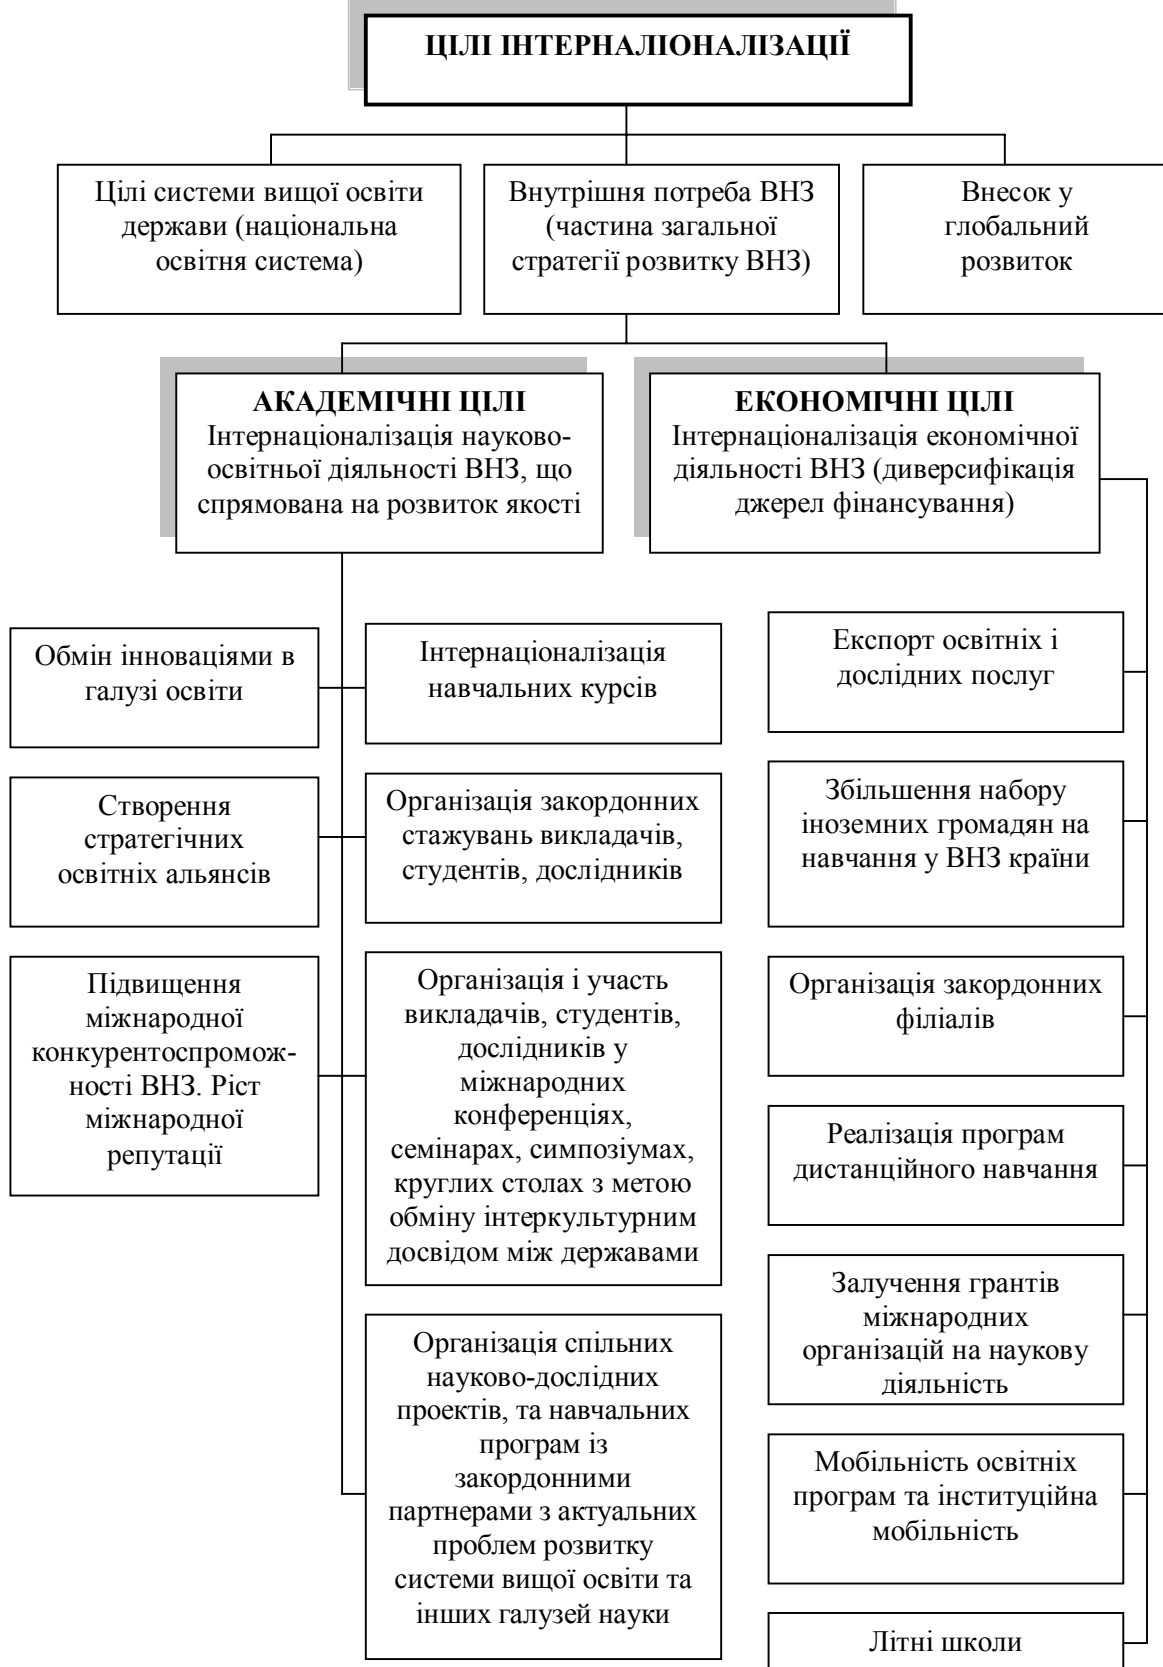 ЦІЛІ ІНТЕРНАЛІОНАЛІЗАЦІЇ
Цілі системи вищої освіти
держави (національна
освітня система)
Внутрішня потреба ВНЗ
(частина загальної
стратегії розвитку ВНЗ)
Внесок у
глобальний
розвиток
АКАДЕМІЧНІ ЦІЛІ
Інтернаціоналізація науково-
освітньої діяльності ВНЗ, що
спрямована на розвиток якості
ЕКОНОМІЧНІ ЦІЛІ
Інтернаціоналізація економічної
діяльності ВНЗ (диверсифікація
джерел фінансування)
Обмін інноваціями в
галузі освіти
Створення
стратегічних
освітніх альянсів
Підвищення
міжнародної
конкурентоспромож-
ності ВНЗ. Ріст
міжнародної
репутації
Інтернаціоналізація
навчальних курсів
Організація закордонних
стажувань викладачів,
студентів, дослідників
Організація і участь
викладачів, студентів,
дослідників у
міжнародних
конференціях,
семінарах, симпозіумах,
круглих столах з метою
обміну інтеркультурним
досвідом між державами
Організація спільних
науково-дослідних
проектів, та навчальних
програм із
закордонними
партнерами з актуальних
проблем розвитку
системи вищої освіти та
інших галузей науки
Експорт освітніх і
дослідних послуг
Збільшення набору
іноземних громадян на
навчання у ВНЗ країни
Організація закордонних
філіалів
Реалізація програм
дистанційного навчання
Залучення грантів
міжнародних
організацій на наукову
діяльність
Мобільність освітніх
програм та інституційна
мобільність
Літні школи